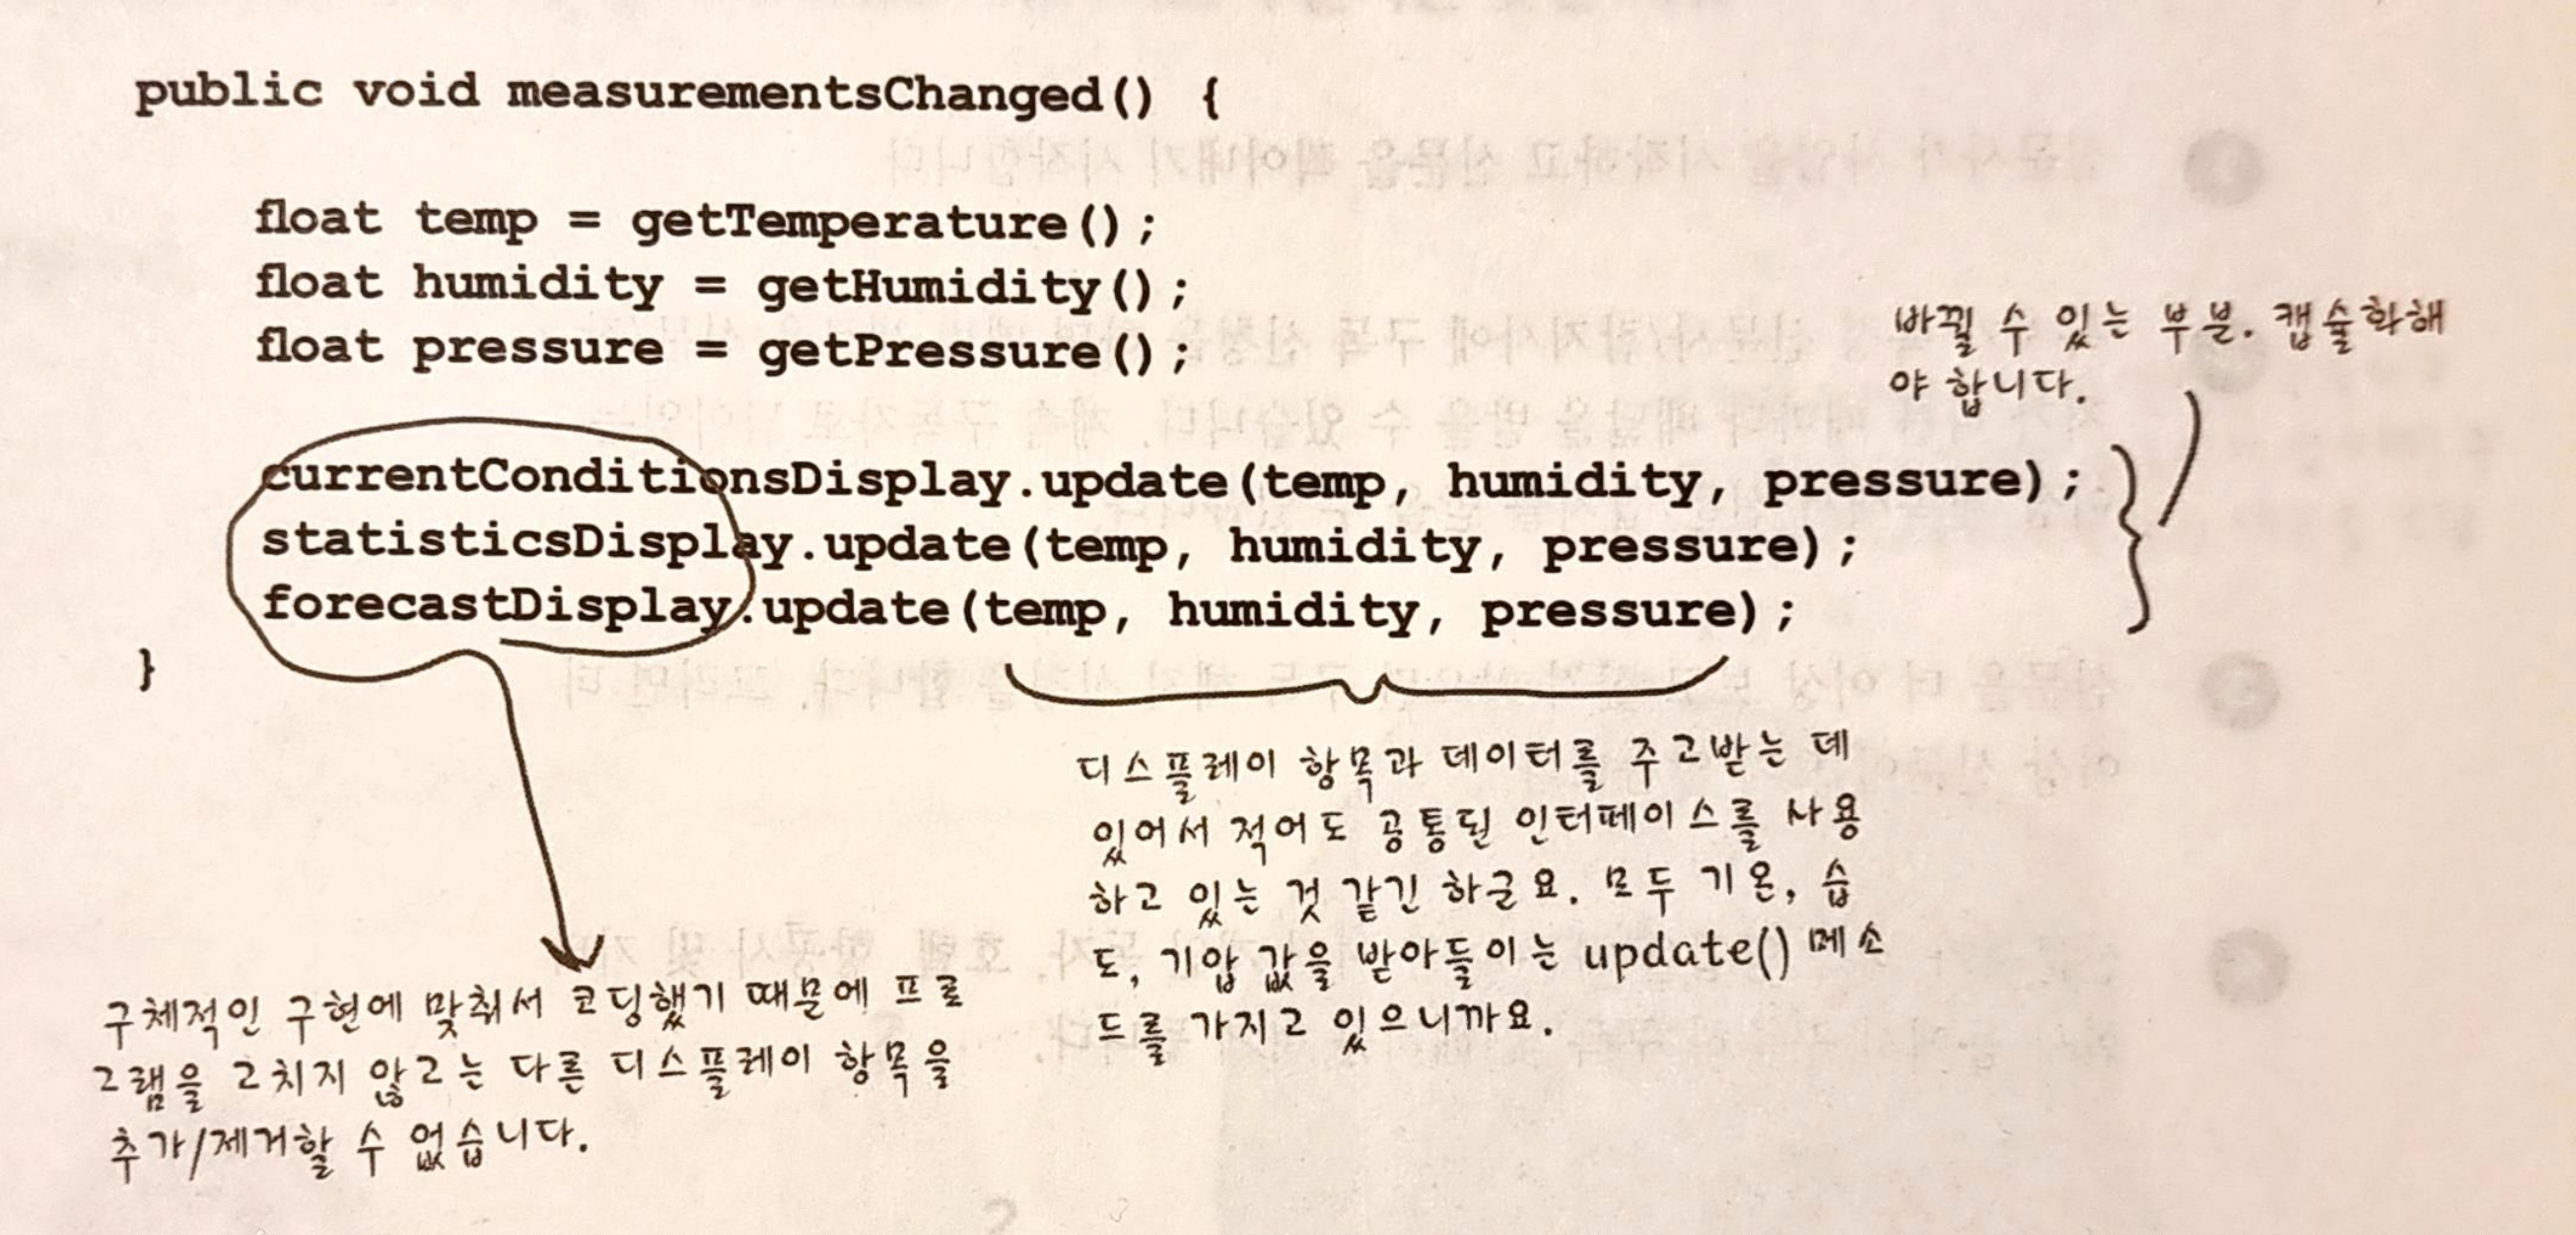 public void measurementsChanged() {
float temp = getTemperature();
float humidity = getHumidity();
float pressure = getPressure();
바뀔 수 있는 부분. 캡슐화해
야 합니다.
currentConditionsDisplay.update(temp, humidity, pressure);
statisticsDisplay.update(temp, humidity, pressure);
forecastDisplay.update(temp, humidity, pressure);
}
디스플레이 항목과 데이터를 주고받는 데
있어서 적어도 공통된 인터페이스를 사용
하고 있는 것 같긴 하군요. 모두 기온, 습
도, 기압 값을 받아들이는 update() 메소
드를 가지고 있으니까요.
구체적인 구현에 맞춰서 코딩했기 때문에 프로
그램을 고치지 않고는 다른 디스플레이 항목을
추가/제거할 수 없습니다.